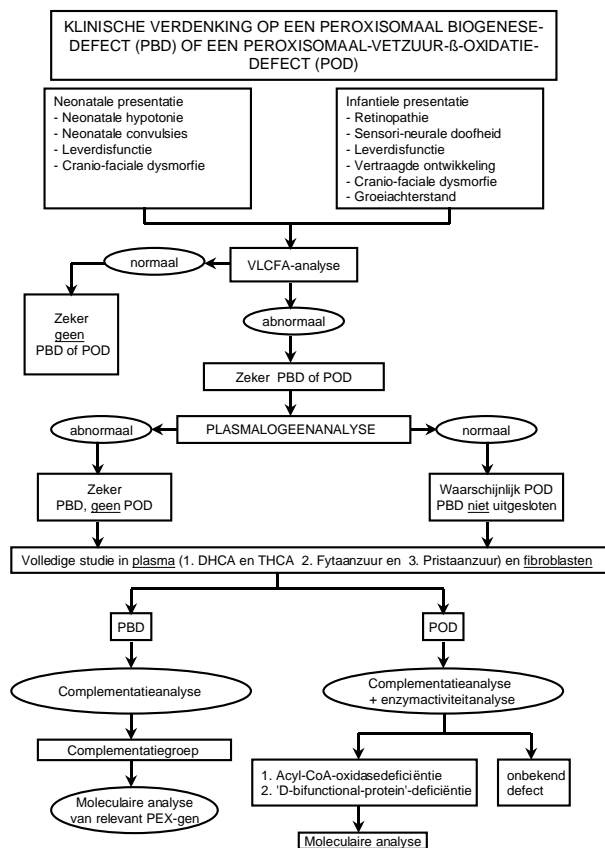 KLINISCHE VERDENKING OP EEN PEROXISOMAAL BIOGENESE-
DEFECT (PBD) OF EEN PEROXISOMAAL-VETZUUR-ß-OXIDATIE-
DEFECT (POD)
Neonatale presentatie
- Neonatale hypotonie
- Neonatale convulsies
- Leverdisfunctie
- Cranio-faciale dysmorfie
Infantiele presentatie
- Retinopathie
- Sensori-neurale doofheid
- Leverdisfunctie
- Vertraagde ontwikkeling
- Cranio-faciale dysmorfie
- Groeiachterstand
normaal
VLCFA-analyse
Zeker
geen
PBD of POD
abnormaal
Zeker PBD of POD
abnormaal
PLASMALOGEENANALYSE
normaal
Zeker
PBD, geen POD
Waarschijnlijk POD
PBD niet uitgesloten
Volledige studie in plasma (1. DHCA en THCA 2. Fytaanzuur en 3. Pristaanzuur) en fibroblasten
PBD
POD
Complementatieanalyse
Complementatieanalyse
+ enzymactiviteitanalyse
Complementatiegroep
1. Acyl-CoA-oxidasedeficiëntie
2. 'D-bifunctional-protein'-deficiëntie
onbekend
defect
Moleculaire analyse
van relevant PEX-gen
Moleculaire analyse